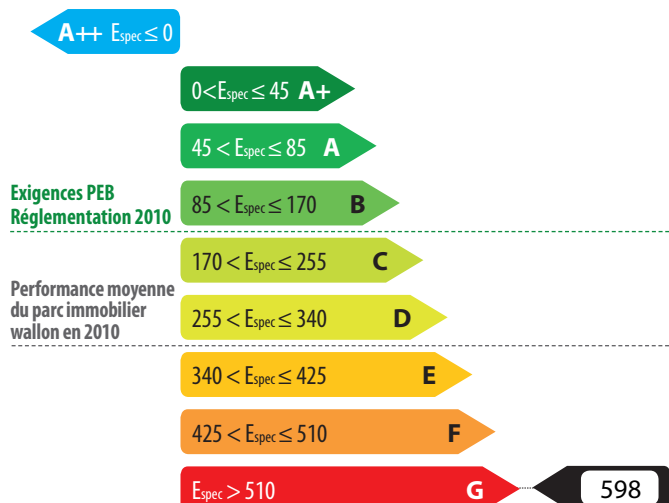 A++ Espec ≤ 0
0<Espec ≤ 45 A+
45 < Espec ≤ 85 A
Exigences PEB
Réglementation 2010
85 < Espec ≤ 170 B
170 < Espec ≤ 255 C
Performance moyenne
du parc immobilier
wallon en 2010
255 < Espec ≤ 340 D
340 < Espec ≤ 425 E
425 < Espec ≤ 510 F
Espec > 510 G 598